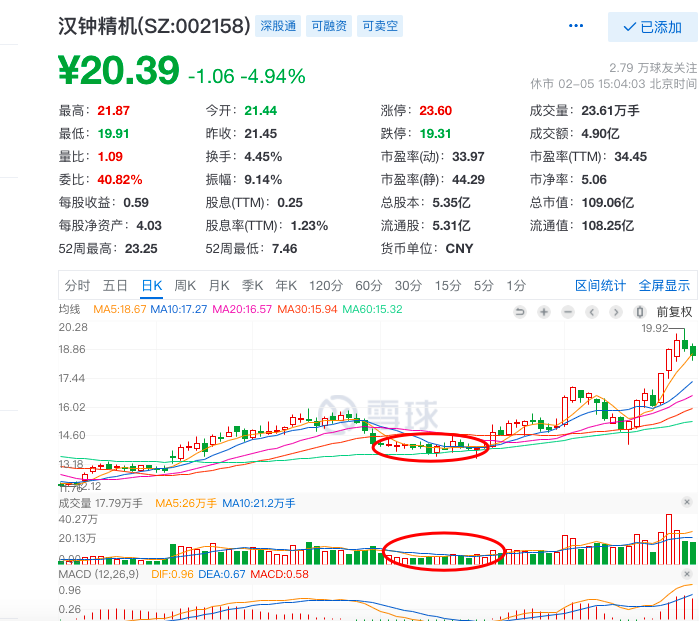 汉钟精机(SZ:002158) 深股通 可融资 可卖空 ... 已添加
¥20.39 -1.06 -4.94%
2.79 万球友关注
休市 02-05 15:04:03 北京时间
最高: 21.87 今开: 21.44 涨停: 23.60 成交量: 23.61万手
最低: 19.91 昨收: 21.45 跌停: 19.31 成交额: 4.90亿
量比: 1.09 换手: 4.45% 市盈率(动): 33.97 市盈率(TTM): 34.45
委比: 40.82% 振幅: 9.14% 市盈率(静): 44.29 市净率: 5.06
每股收益: 0.59 股息(TTM): 0.25 总股本: 5.35亿 总市值: 109.06亿
每股净资产: 4.03 股息率(TTM): 1.23% 流通股: 5.31亿 流通值: 108.25亿
52周最高: 23.25 52周最低: 7.46 货币单位: CNY
分时 五日 日K 周K 月K 季K 年K 120分 60分 30分 15分 5分 1分 区间统计 全屏显示
均线 MA5:18.67 MA10:17.27 MA20:16.57 MA30:15.94 MA60:15.32 前复权
20.28
19.92
18.86
17.44
16.02
雪球
14.60
13.18
成交量 17.79万手 MA5:26万手 MA10:21.2万手
40.27万
20.13万
MACD (12,26,9) DIF:0.96 DEA:0.67 MACD:0.58
0.96
0.26